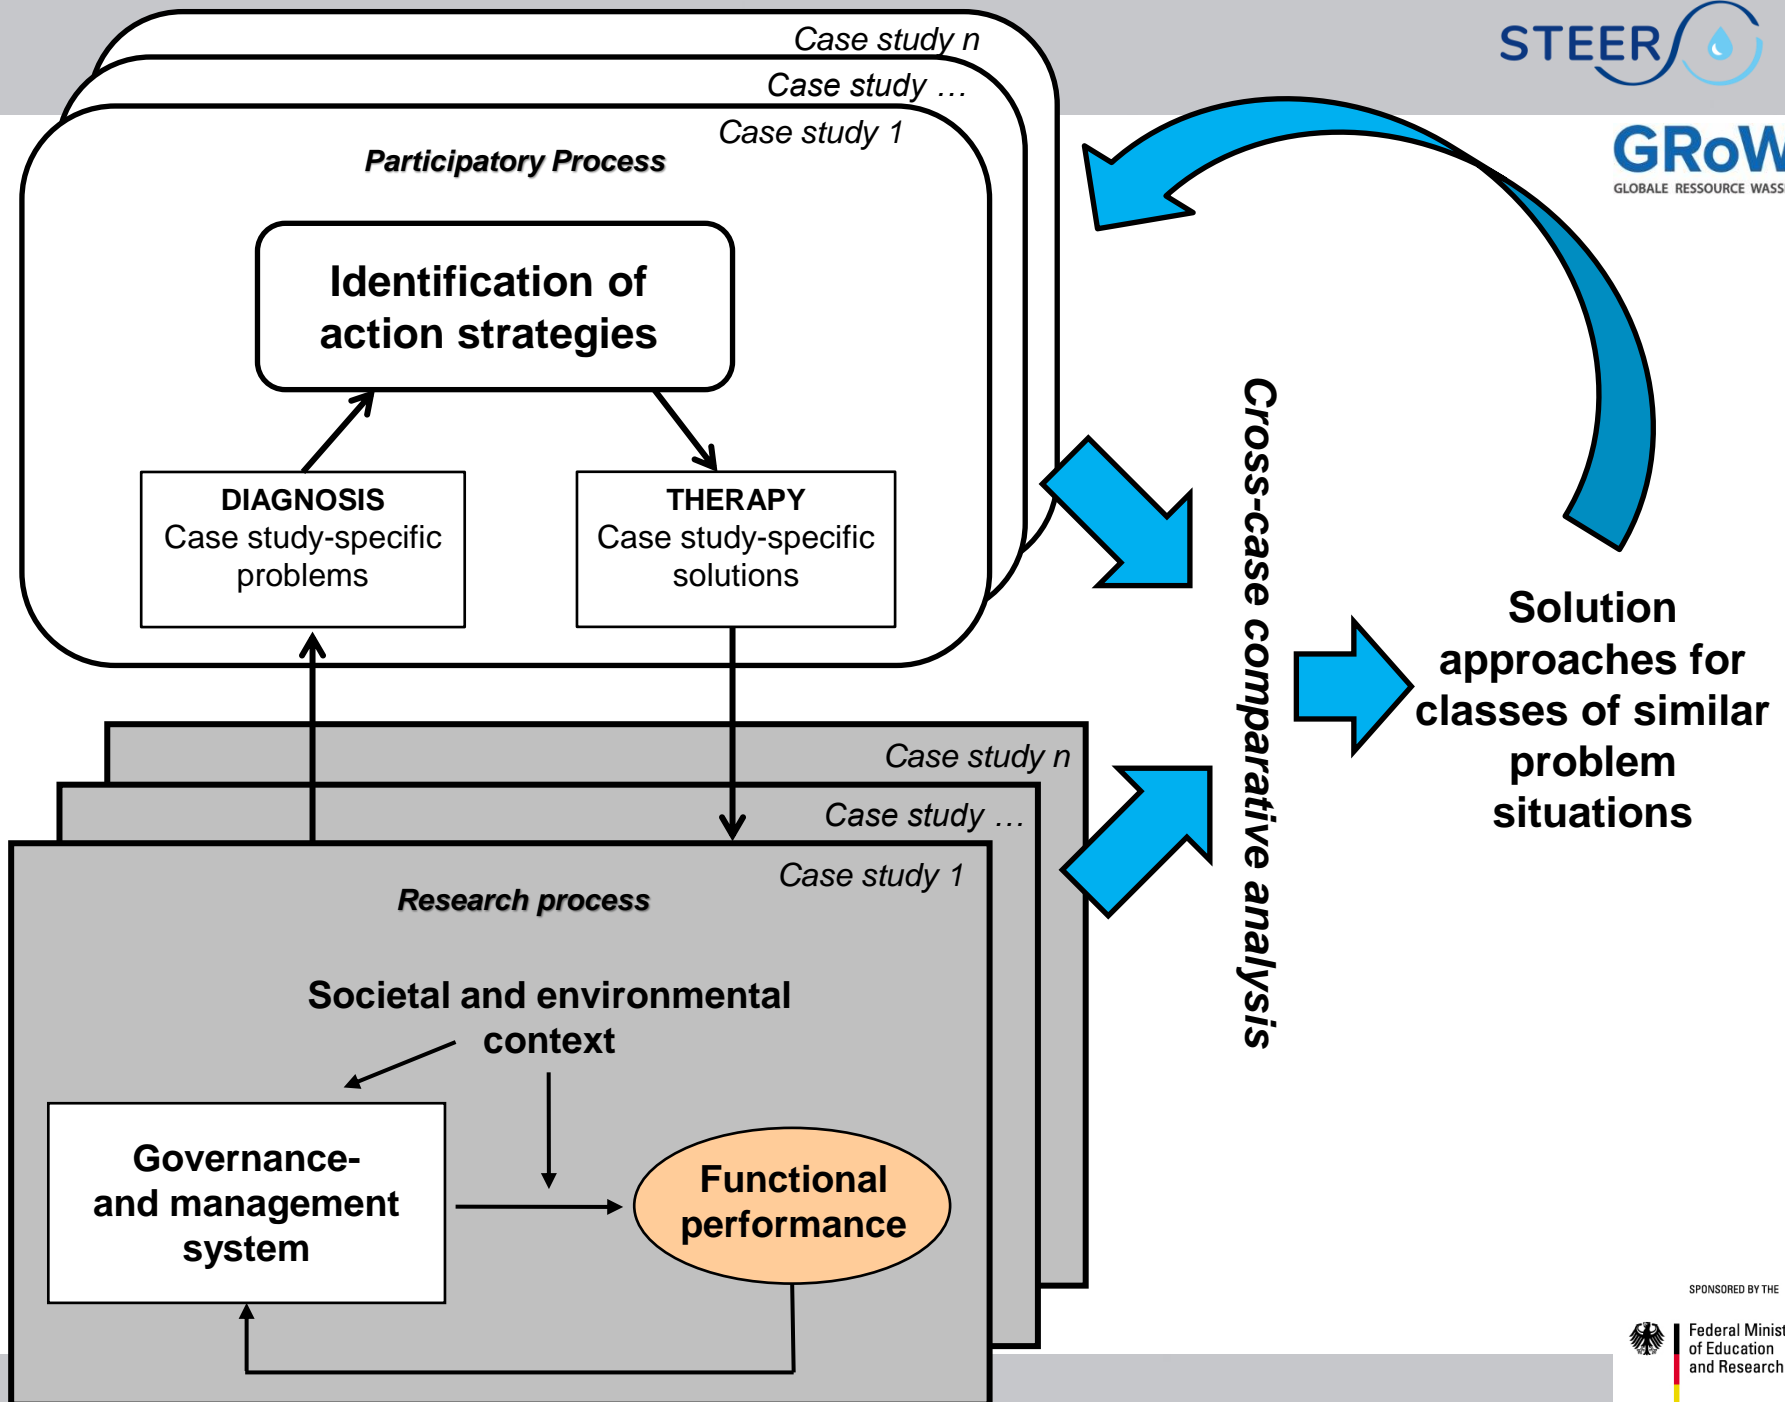 Case study n
Case study …
Case study 1
Participatory Process
Identification of
action strategies
DIAGNOSIS
Case study-specific
problems
THERAPY
Case study-specific
solutions
Case study n
Case study …
Case study 1
Research process
Societal and environmental
context
Governance-
and management
system
Functional
performance
Cross-case comparative analysis
Solution
approaches for
classes of similar
problem
situations
STEER
GRoW
GLOBALE RESSOURCE
SPONSORED BY THE
Federal
of Education
and Research